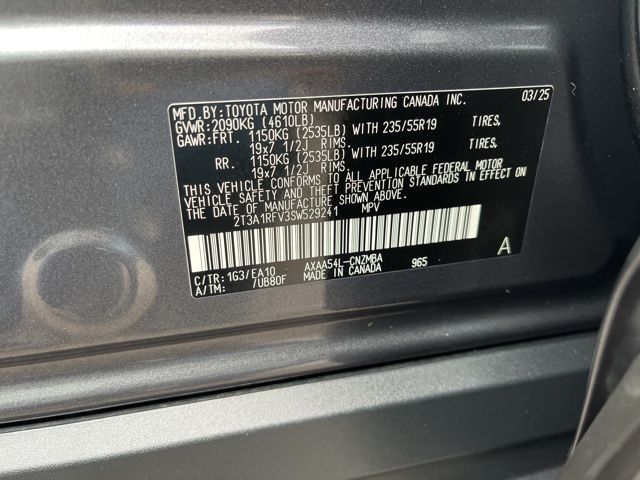 MFD.BY:TOYOTA MOTOR MANUFACTURING CANADA INC. 03/25
GVWR:2090KG (4610LB)
GAWR:FRT. 1150KG (2535LB) WITH 235/55R19 TIRES,
19x7 1/2J RIMS.
RR. 1150KG (2535LB) WITH 235/55R19 TIRES,
19x7 1/2J RIMS.
THIS VEHICLE CONFORMS TO ALL APPLICABLE FEDERAL MOTOR
VEHICLE SAFETY AND THEFT PREVENTION STANDARDS IN EFFECT ON
THE DATE OF MANUFACTURE SHOWN ABOVE.
2T3A1RFV3SW529241 MPV
A
C/TR:1G3/EA10 AXAA54L-CNZMBA 965
A/TM: /UB80F MADE IN CANADA